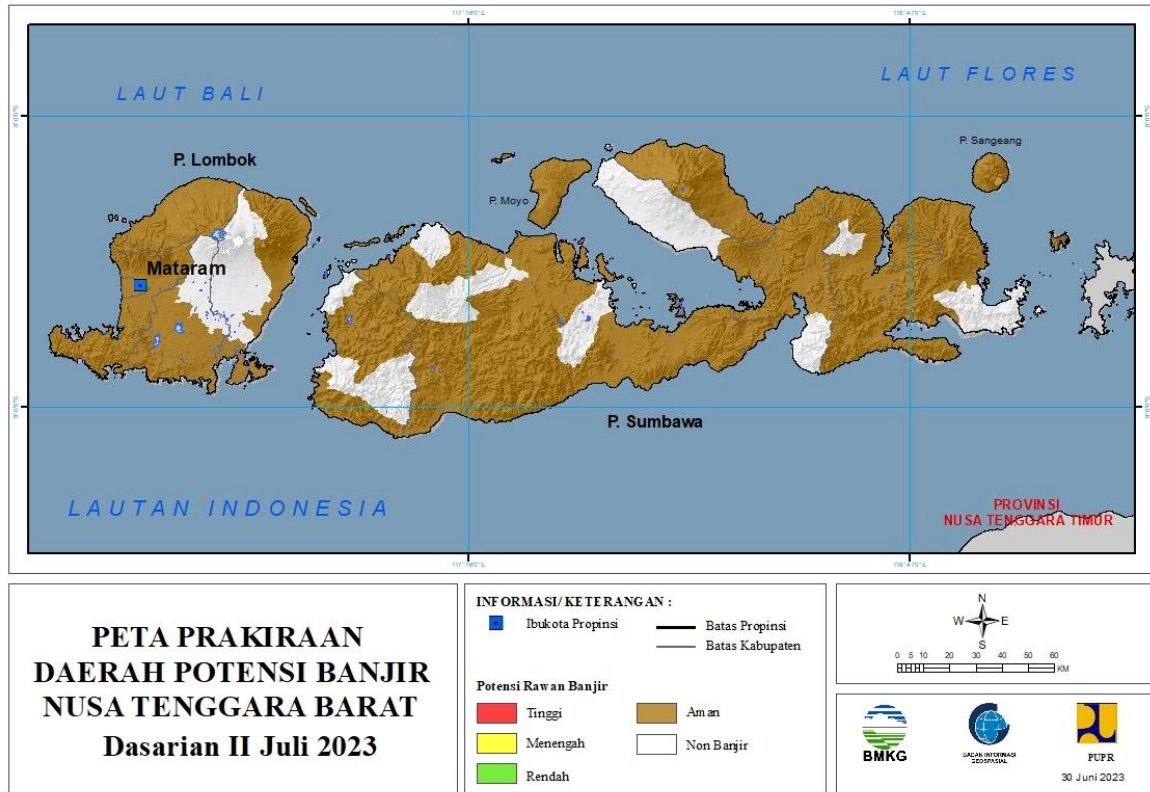 LAUT BALI
LAUT FLORES
P. Lombok
P. Sangeang
P. Moyo
Mataram
P. Sumbawa
LAUTAN INDONESIA
PROVINSI
NUSA TENGGARA TIMUR
PETA PRAKIRAAN
DAERAH POTENSI BANJIR
NUSA TENGGARA BARAT
Dasarian II Juli 2023
INFORMASI/ KETERANGAN :
Ibukota Propinsi
Batas Propinsi
Batas Kabupaten
Potensi Rawan Banjir
Tinggi
Aman
Menengah
Non Banjir
Rendah
N
W E
S
0 5 10 20 30 40 50 60
KM
BMKG
BADAN INFORMASI
GEOSPASIAL
PUPR
30 Juni 2023